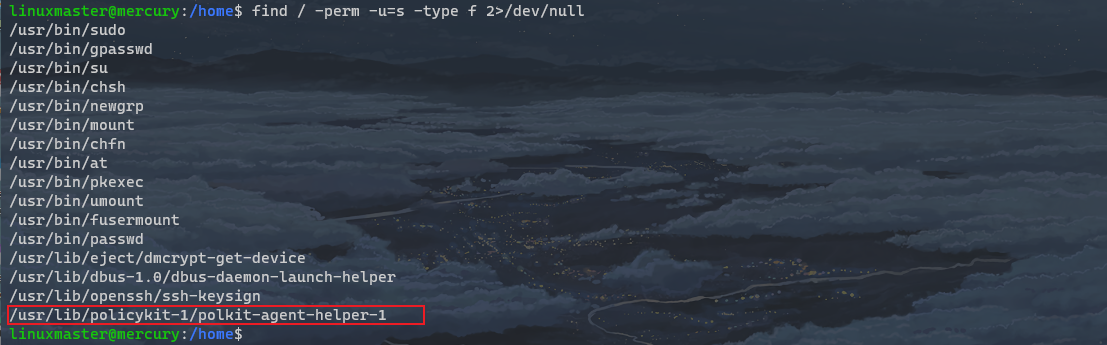 linuxmaster@mercury:/home$ find / -perm -u=s -type f 2>/dev/null
/usr/bin/sudo
/usr/bin/gpasswd
/usr/bin/su
/usr/bin/chsh
/usr/bin/newgrp
/usr/bin/mount
/usr/bin/chfn
/usr/bin/at
/usr/bin/pkexec
/usr/bin/umount
/usr/bin/fusermount
/usr/bin/passwd
/usr/lib/eject/dmcrypt-get-device
/usr/lib/dbus-1.0/dbus-daemon-launch-helper
/usr/lib/openssh/ssh-keysign
/usr/lib/policykit-1/polkit-agent-helper-1
linuxmaster@mercury:/home$